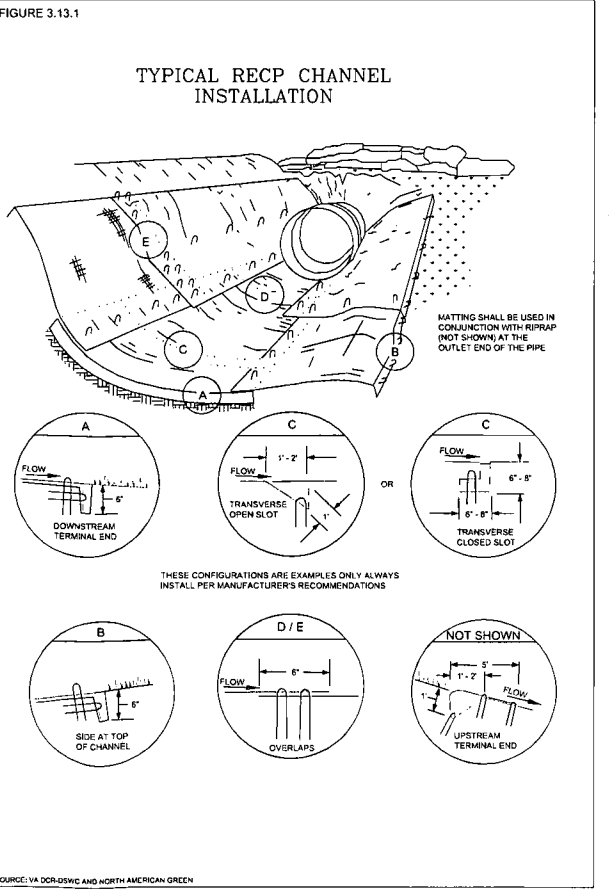 FIGURE 3.13.1
TYPICAL RECP CHANNEL
INSTALLATION
E
D
C
B
A
MATTING SHALL BE USED IN
CONJUNCTION WITH RIPRAP
(NOT SHOWN) AT THE
OUTLET END OF THE PIPE
A
FLOW
6"
DOWNSTREAM
TERMINAL END
C
1' - 2'
FLOW
TRANSVERSE
OPEN SLOT
1'
OR
C
FLOW
6" - 8"
6" - 8"
TRANSVERSE
CLOSED SLOT
THESE CONFIGURATIONS ARE EXAMPLES ONLY ALWAYS
INSTALL PER MANUFACTURER'S RECOMMENDATIONS
B
6"
SIDE AT TOP
OF CHANNEL
D / E
6"
FLOW
OVERLAPS
NOT SHOWN
5'
1' - 2'
FLOW
1'
UPSTREAM
TERMINAL END
OURCE: VA DCR-DSWC AND NORTH AMERICAN GREEN